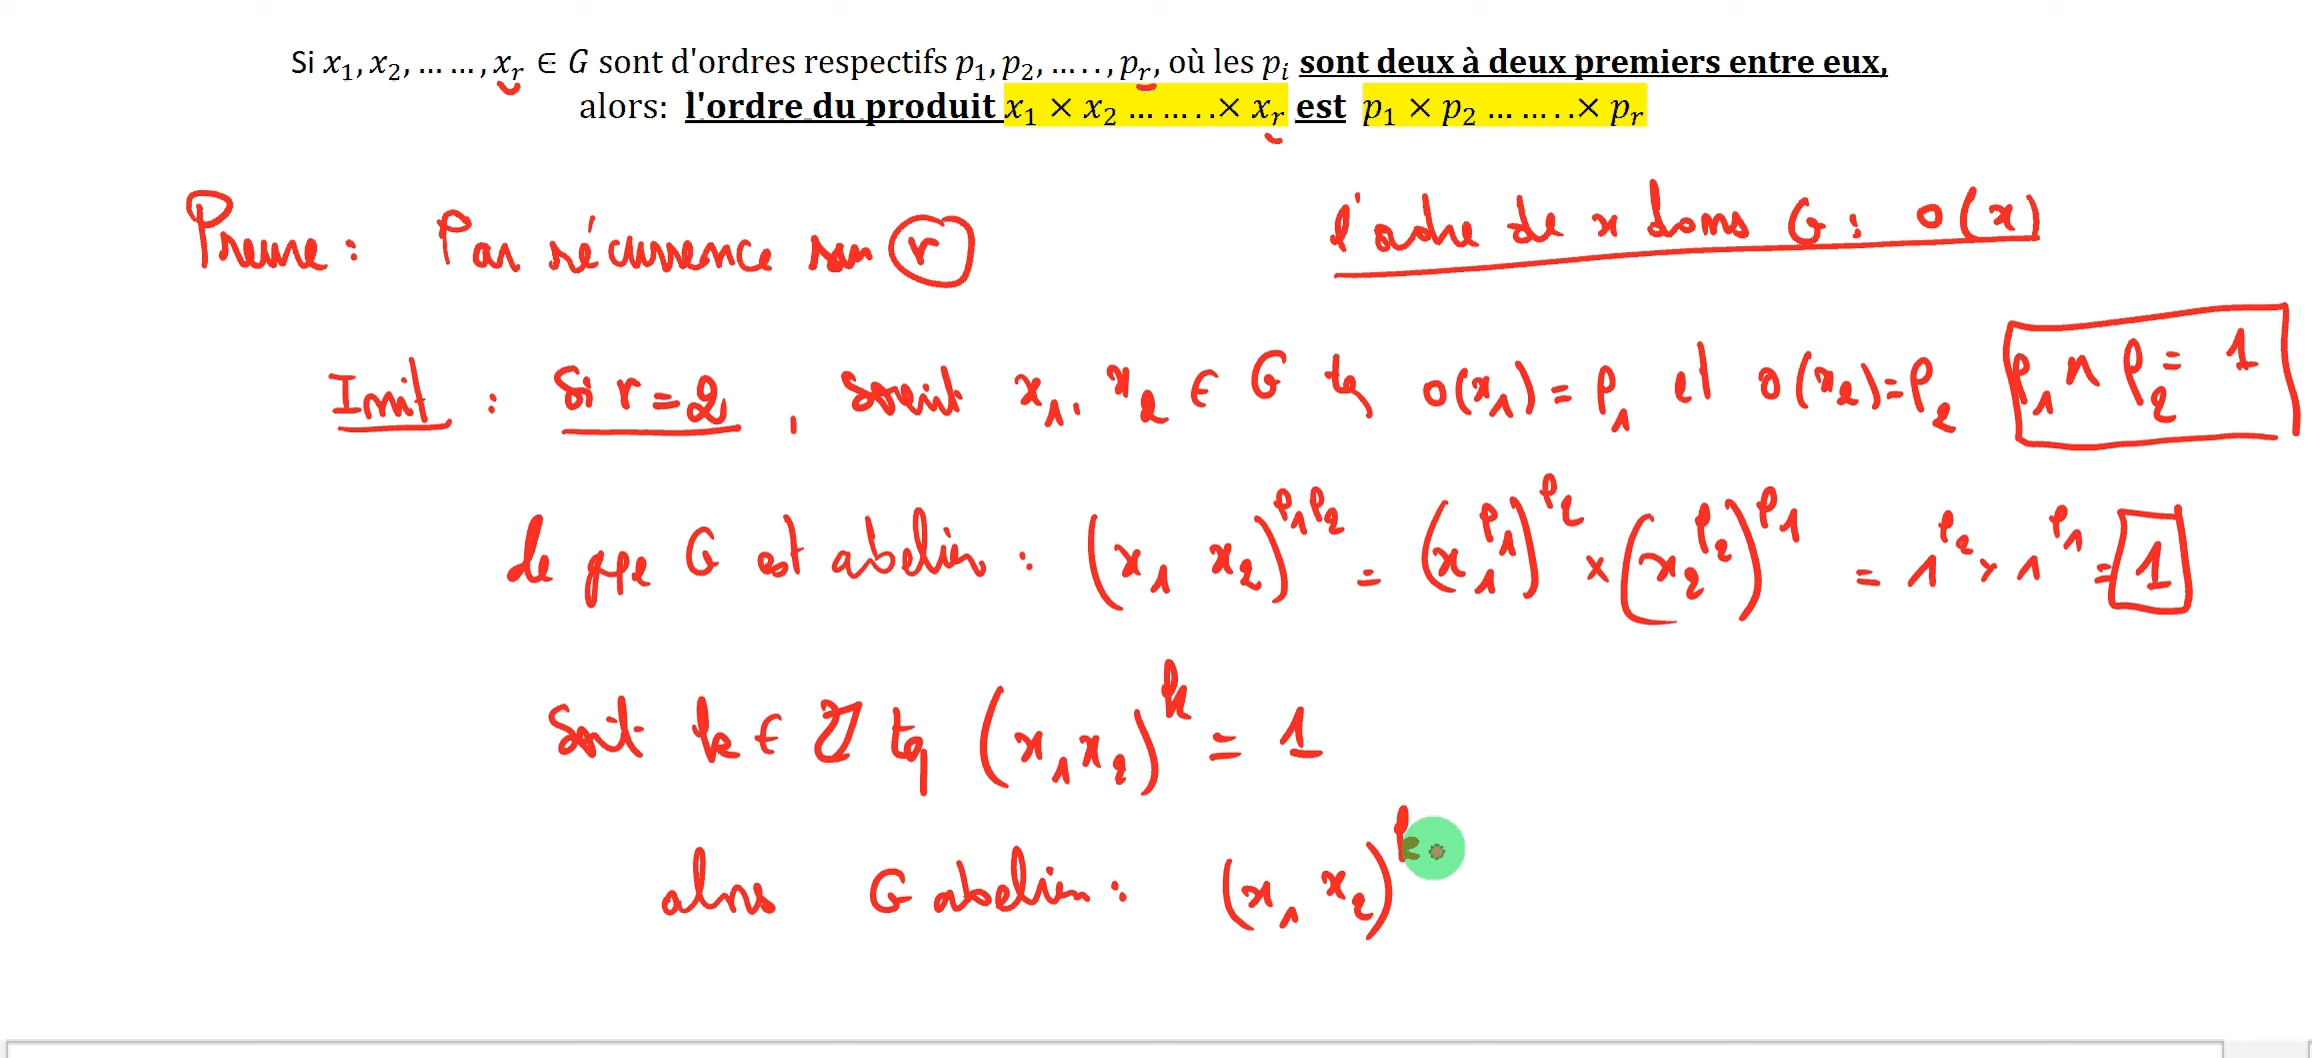 Si x₁, x₂, … …, xᵣ ∈ G sont d'ordres respectifs p₁, p₂, … . ., pᵣ, où les pᵢ sont deux à deux premiers entre eux,
alors: l'ordre du produit x₁ × x₂ … … . .× xᵣ est p₁ × p₂ … … . .× pᵣ
Preuve : Par récurrence sur r l'ordre de x dans G : o(x)
Init : Si r = 2, soient x₁, x₂ ∈ G tq o(x₁) = p₁ et o(x₂) = p₂ p₁ ∧ p₂ = 1
le gpe G est abelien : (x₁ x₂)^{p₁p₂} = (x₁^{p₁})^{p₂} × (x₂^{p₂})^{p₁} = 1^{p₂} × 1^{p₁} = 1
Soit k ∈ ℤ tq (x₁x₂)^k = 1
alors G abelien : (x₁ x₂)^k